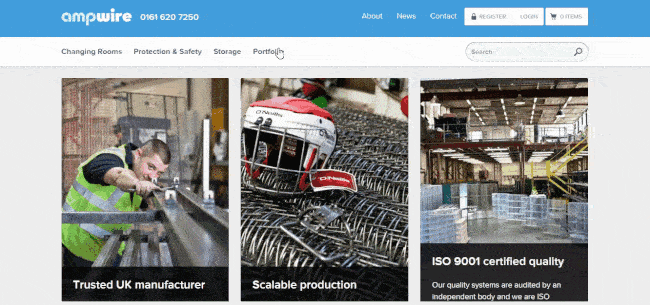 ampwire
0161 620 7250
About News Contact
REGISTER LOGIN 0 ITEMS
Changing Rooms Protection & Safety Storage Portfolio
Search
O'Neills
O'NEILLS
Trusted UK manufacturer
Scalable production
ISO 9001 certified quality
Our quality systems are audited by an
independent body and we are ISO